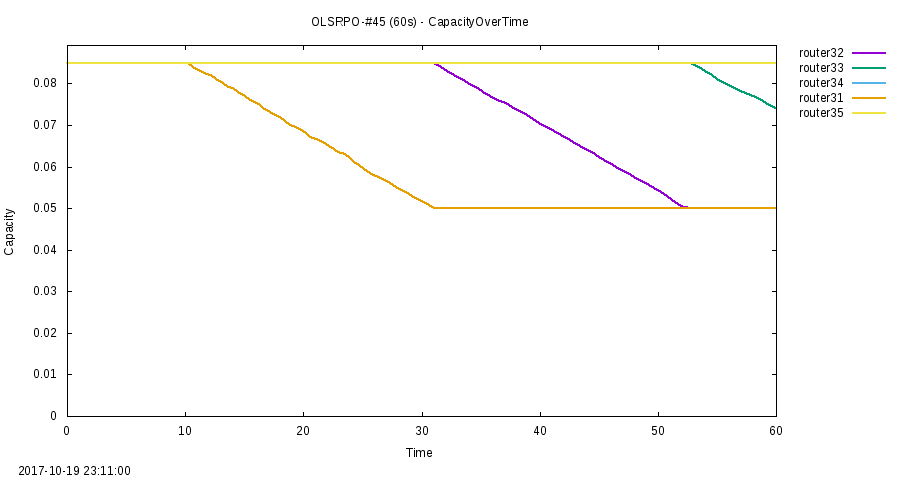 OLSRPO-#45 (60s) - CapacityOverTime
router32
router33
router34
router31
router35
0.08
0.07
0.06
0.05
0.04
0.03
0.02
0.01
0
Capacity
0 10 20 30 40 50 60
Time
2017-10-19 23:11:00